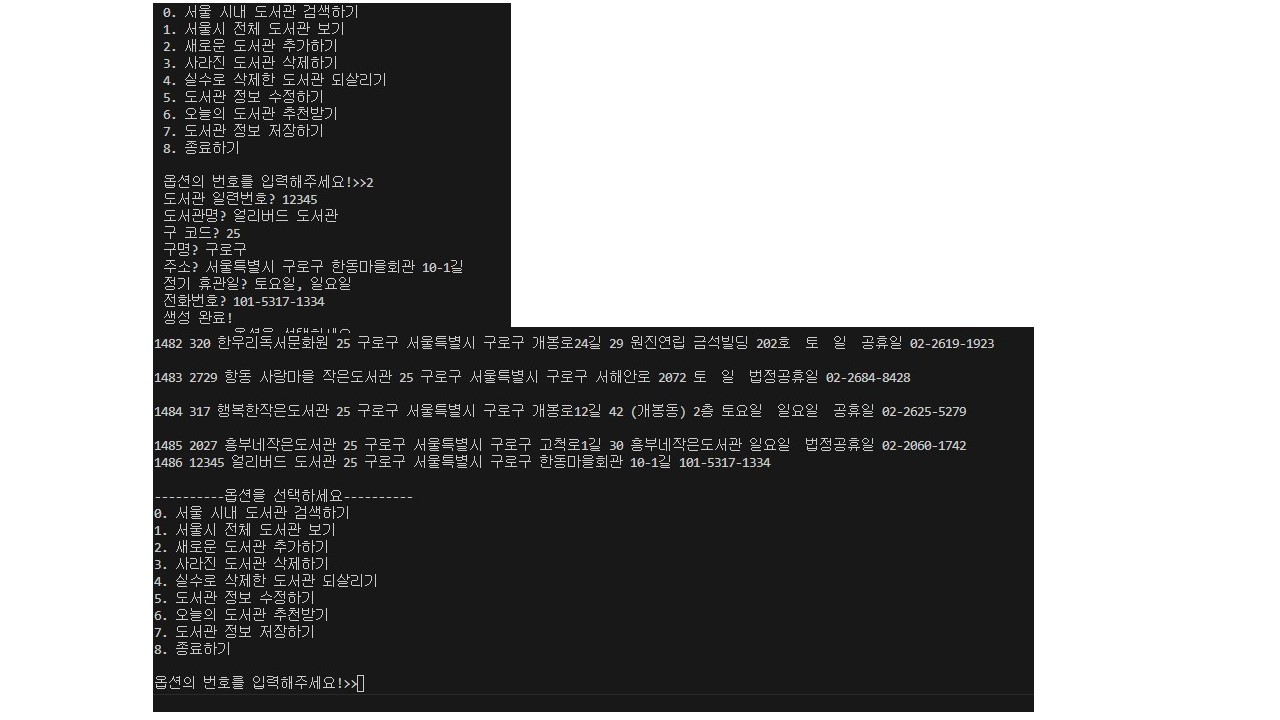 0. 서울 시내 도서관 검색하기
1. 서울시 전체 도서관 보기
2. 새로운 도서관 추가하기
3. 사라진 도서관 삭제하기
4. 실수로 삭제한 도서관 되살리기
5. 도서관 정보 수정하기
6. 오늘의 도서관 추천받기
7. 도서관 정보 저장하기
8. 종료하기
옵션의 번호를 입력해주세요!>>2
도서관 일련번호? 12345
도서관명? 얼리버드 도서관
구 코드? 25
구명? 구로구
주소? 서울특별시 구로구 한동마을회관 10-1길
정기 휴관일? 토요일, 일요일
전화번호? 101-5317-1334
생성 완료!
1482 320 한우리독서문화원 25 구로구 서울특별시 구로구 개봉로24길 29 원진연립 금석빌딩 202호 토 일 공휴일 02-2619-1923
1483 2729 항동 사랑마을 작은도서관 25 구로구 서울특별시 구로구 서해안로 2072 토 일 법정공휴일 02-2684-8428
1484 317 행복한작은도서관 25 구로구 서울특별시 구로구 개봉로12길 42 (개봉동) 2층 토요일 일요일 공휴일 02-2625-5279
1485 2027 흥부네작은도서관 25 구로구 서울특별시 구로구 고척로1길 30 흥부네작은도서관 일요일 법정공휴일 02-2060-1742
1486 12345 얼리버드 도서관 25 구로구 서울특별시 구로구 한동마을회관 10-1길 101-5317-1334
----------옵션을 선택하세요----------
0. 서울 시내 도서관 검색하기
1. 서울시 전체 도서관 보기
2. 새로운 도서관 추가하기
3. 사라진 도서관 삭제하기
4. 실수로 삭제한 도서관 되살리기
5. 도서관 정보 수정하기
6. 오늘의 도서관 추천받기
7. 도서관 정보 저장하기
8. 종료하기
옵션의 번호를 입력해주세요!>>